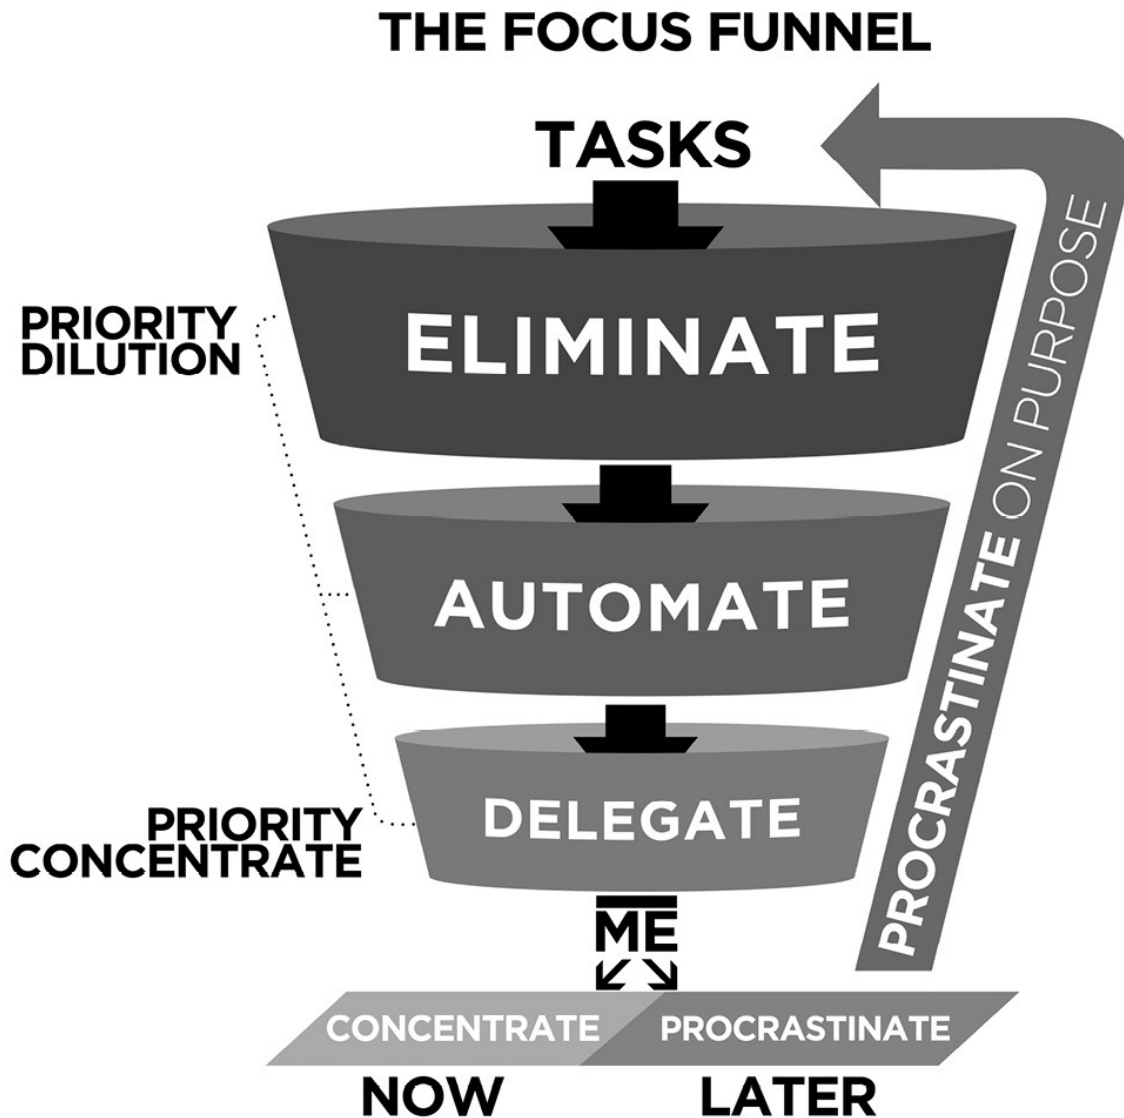 THE FOCUS FUNNEL
TASKS
ELIMINATE
PRIORITY
DILUTION
AUTOMATE
DELEGATE
PRIORITY
CONCENTRATE
PROCRASTINATE ON PURPOSE
ME
CONCENTRATE
PROCRASTINATE
NOW
LATER